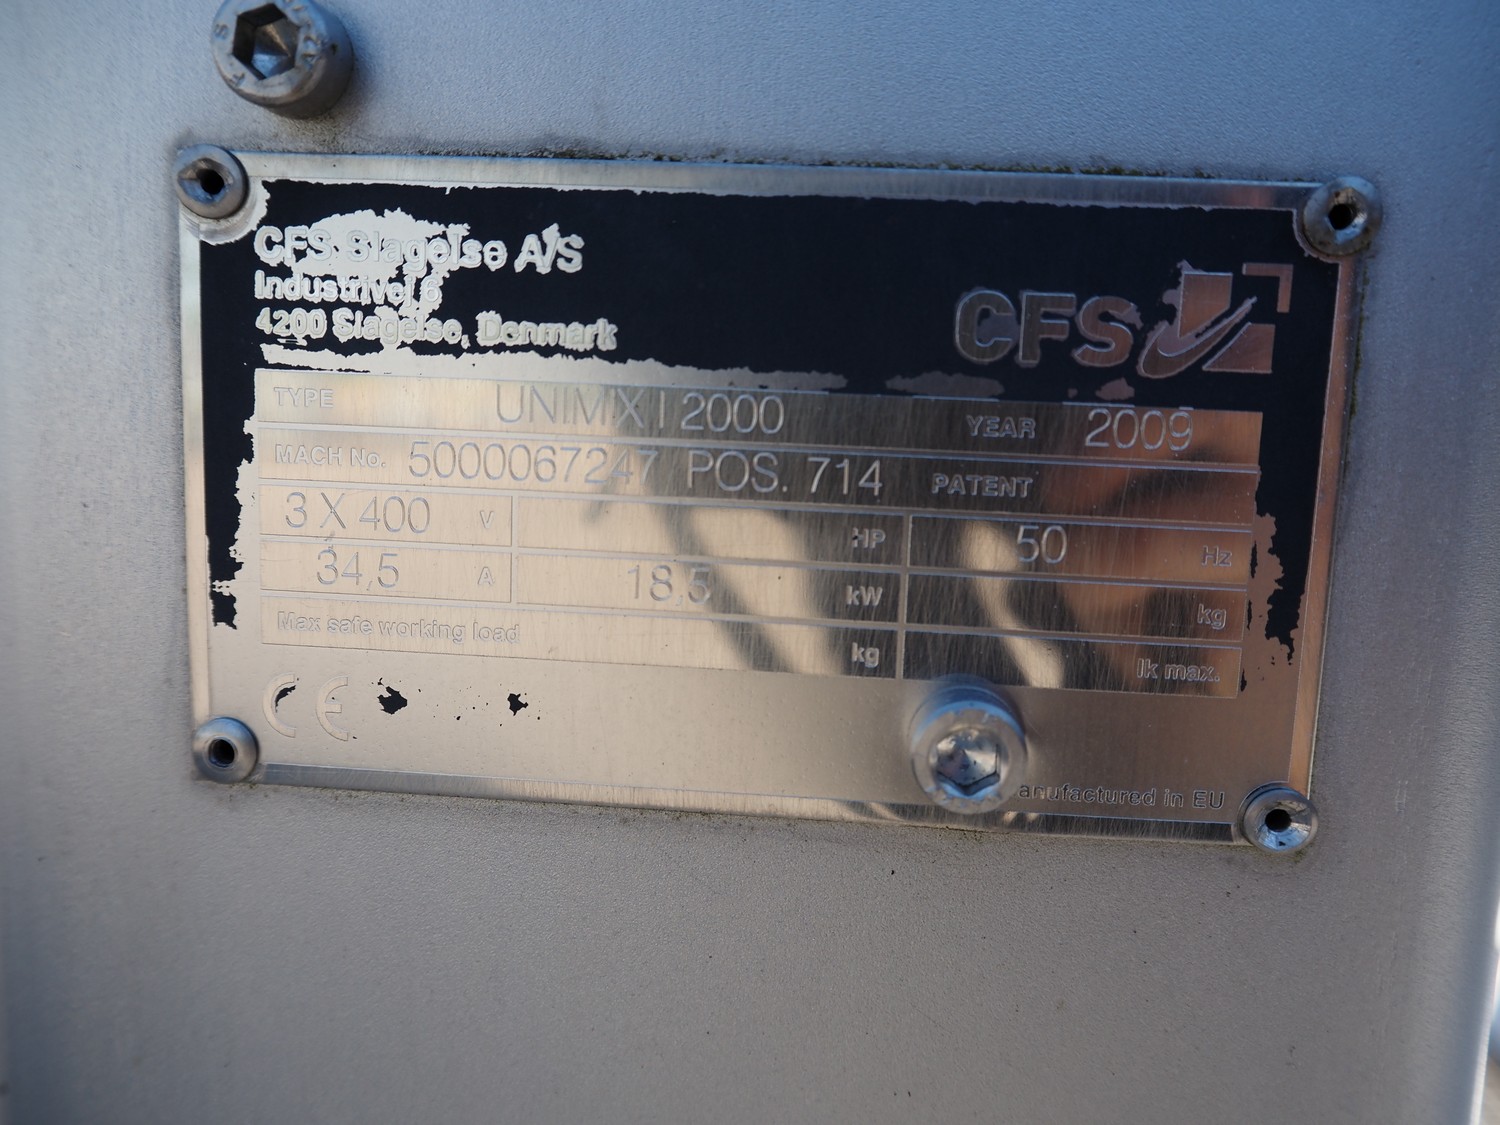 CFS Slagelse A/S
Industrivej 6
4200 Slagelse, Denmark
CFS
TYPE UNIMIX I 2000 YEAR 2009
MACH No. 5000067247 POS. 714 PATENT
3 X 400 V HP 50 Hz
34,5 A 18,5 kW kg
Max safe working load kg Ik max.
CE
anufactured in EU